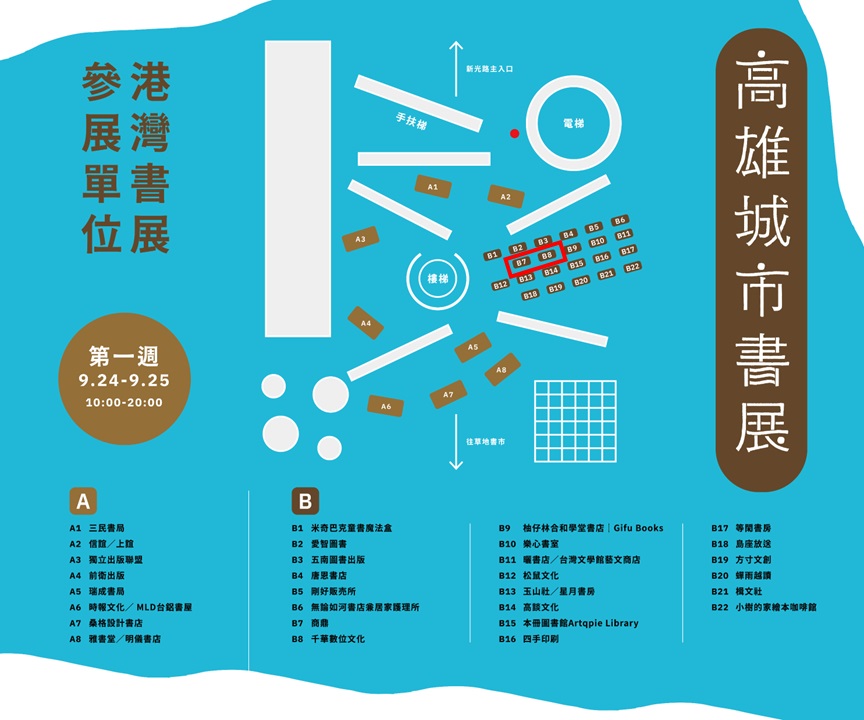 港灣書展
參展單位
高雄城市書展
第一週
9.24-9.25
10:00-20:00
新光路主入口
手扶梯
電梯
A1
A2
A3
樓梯
A4
A5
A6
A7
A8
B1
B2
B3
B4
B5
B6
B7
B8
B9
B10
B11
B12
B13
B14
B15
B16
B17
B18
B19
B20
B21
B22
往草地書市
A
A1 三民書局
A2 信誼／上誼
A3 獨立出版聯盟
A4 前衛出版
A5 瑞成書局
A6 時報文化／ MLD台鋁書屋
A7 桑格設計書店
A8 雅書堂／明儀書店
B
B1 米奇巴克童書魔法盒
B2 愛智圖書
B3 五南圖書出版
B4 唐恩書店
B5 剛好販売所
B6 無論如河書店兼居家護理所
B7 商鼎
B8 千華數位文化
B9 柚仔林合和學堂書店｜Gifu Books
B10 樂心書室
B11 曬書店／台灣文學館藝文商店
B12 松鼠文化
B13 玉山社／星月書房
B14 高談文化
B15 本冊圖書館Artqpie Library
B16 四手印刷
B17 等閒書房
B18 島座放送
B19 方寸文創
B20 蟬雨越讀
B21 楫文社
B22 小樹的家繪本咖啡館